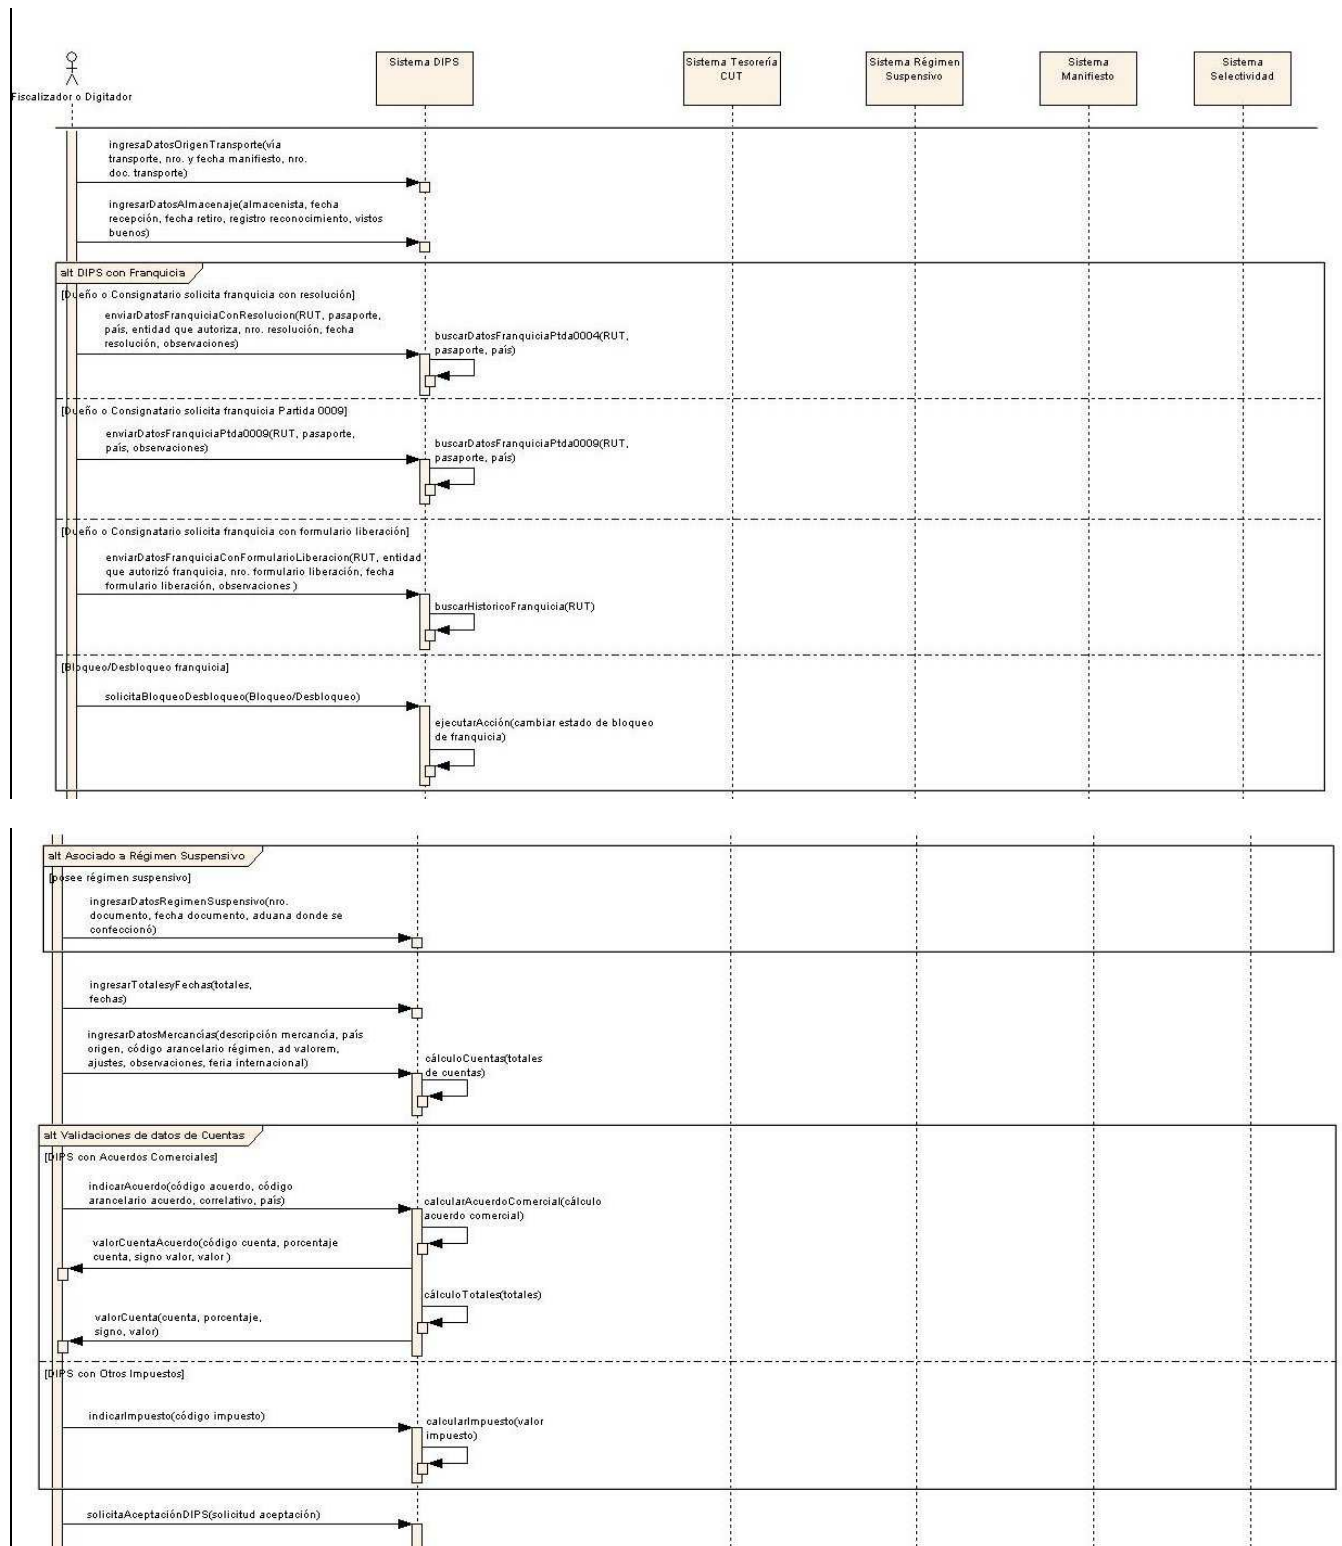 Fiscalizador o Digitador
Sistema DIPS
Sistema Tesorería
CUT
Sistema Régimen
Suspensivo
Sistema
Manifiesto
Sistema
Selectividad
ingresaDatosOrigenTransporte(vía
transporte, nro. y fecha manifiesto, nro.
doc. transporte)
ingresarDatosAlmacenaje(almacenista, fecha
recepción, fecha retiro, registro reconocimiento, vistos
buenos)
alt DIPS con Franquicia
[Dueño o Consignatario solicita franquicia con resolución]
enviarDatosFranquiciaConResolucion(RUT, pasaporte,
país, entidad que autoriza, nro. resolución, fecha
resolución, observaciones)
buscarDatosFranquiciaPtda0004(RUT,
pasaporte, país)
[Dueño o Consignatario solicita franquicia Partida 0009]
enviarDatosFranquiciaPtda0009(RUT, pasaporte,
país, observaciones)
buscarDatosFranquiciaPtda0009(RUT,
pasaporte, país)
[Dueño o Consignatario solicita franquicia con formulario liberación]
enviarDatosFranquiciaConFormularioLiberacion(RUT, entidad
que autorizó franquicia, nro. formulario liberación, fecha
formulario liberación, observaciones )
buscarHistoricoFranquicia(RUT)
[Bloqueo/Desbloqueo franquicia]
solicitaBloqueoDesbloqueo(Bloqueo/Desbloqueo)
ejecutarAcción(cambiar estado de bloqueo
de franquicia)
alt Asociado a Régimen Suspensivo
[posee régimen suspensivo]
ingresarDatosRegimenSuspensivo(nro.
documento, fecha documento, aduana donde se
confeccionó)
ingresarTotalesyFechas(totales,
fechas)
ingresarDatosMercancías(descripción mercancía, país
origen, código arancelario régimen, ad valorem,
ajustes, observaciones, feria internacional)
cálculoCuentas(totales
de cuentas)
alt Validaciones de datos de Cuentas
[DIPS con Acuerdos Comerciales]
indicarAcuerdo(código acuerdo, código
arancelario acuerdo, correlativo, país)
calcularAcuerdoComercial(cálculo
acuerdo comercial)
valorCuentaAcuerdo(código cuenta, porcentaje
cuenta, signo valor, valor )
cálculoTotales(totales)
valorCuenta(cuenta, porcentaje,
signo, valor)
[DIPS con Otros Impuestos]
indicarImpuesto(código impuesto)
calcularImpuesto(valor
impuesto)
solicitaAceptaciónDIPS(solicitud aceptación)